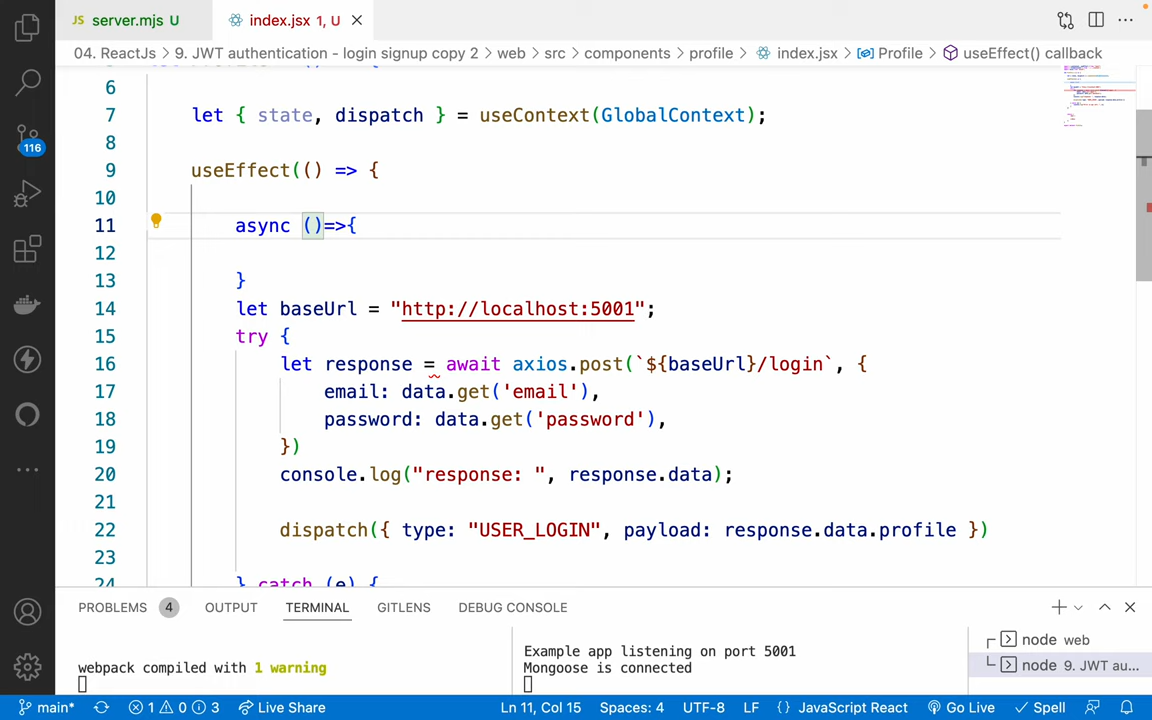 JS server.mjs U
index.jsx 1, U
04. ReactJs > 9. JWT authentication - login signup copy 2 > web > src > components > profile > index.jsx > Profile > useEffect() callback
6
7 let { state, dispatch } = useContext(GlobalContext);
8
9 useEffect(() => {
10
11 async ()=>{
12
13 }
14 let baseUrl = "http://localhost:5001";
15 try {
16 let response = await axios.post(`${baseUrl}/login`, {
17 email: data.get('email'),
18 password: data.get('password'),
19 })
20 console.log("response: ", response.data);
21
22 dispatch({ type: "USER_LOGIN", payload: response.data.profile })
23
24 } catch (e) {
116
PROBLEMS 4 OUTPUT TERMINAL GITLENS DEBUG CONSOLE
webpack compiled with 1 warning
Example app listening on port 5001
Mongoose is connected
node web
node 9. JWT au...
main* 1 0 3 Live Share Ln 11, Col 15 Spaces: 4 UTF-8 LF {} JavaScript React Go Live Spell